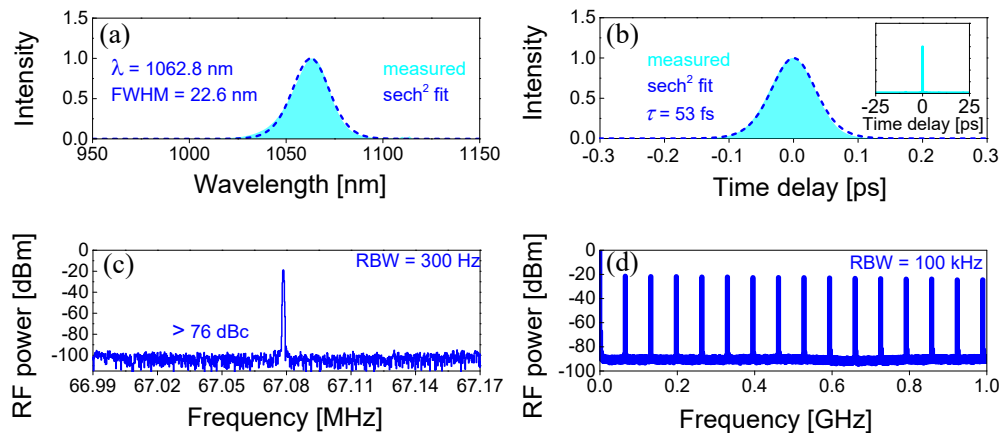 (a)
λ = 1062.8 nm
FWHM = 22.6 nm
measured
sech² fit
Intensity
1.5
1.0
0.5
0.0
950
1000
1050
1100
1150
Wavelength [nm]
(b)
measured
sech² fit
τ = 53 fs
Intensity
1.5
1.0
0.5
0.0
-0.3
-0.2
-0.1
0.0
0.1
0.2
0.3
Time delay [ps]
-25
0
25
Time delay [ps]
(c)
RBW = 300 Hz
> 76 dBc
RF power [dBm]
0
-20
-40
-60
-80
-100
66.99
67.02
67.05
67.08
67.11
67.14
67.17
Frequency [MHz]
(d)
RBW = 100 kHz
RF power [dBm]
0
-20
-40
-60
-80
-100
0.0
0.2
0.4
0.6
0.8
1.0
Frequency [GHz]